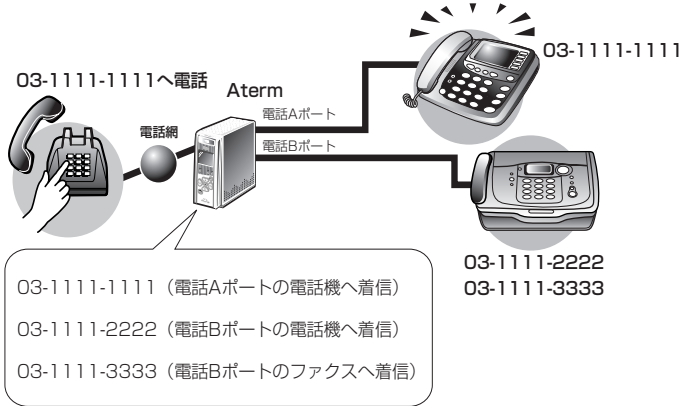 03-1111-1111
03-1111-1111へ電話
Aterm
電話網
電話Aポート
電話Bポート
03-1111-2222
03-1111-3333
03-1111-1111（電話Aポートの電話機へ着信）
03-1111-2222（電話Bポートの電話機へ着信）
03-1111-3333（電話Bポートのファクスへ着信）